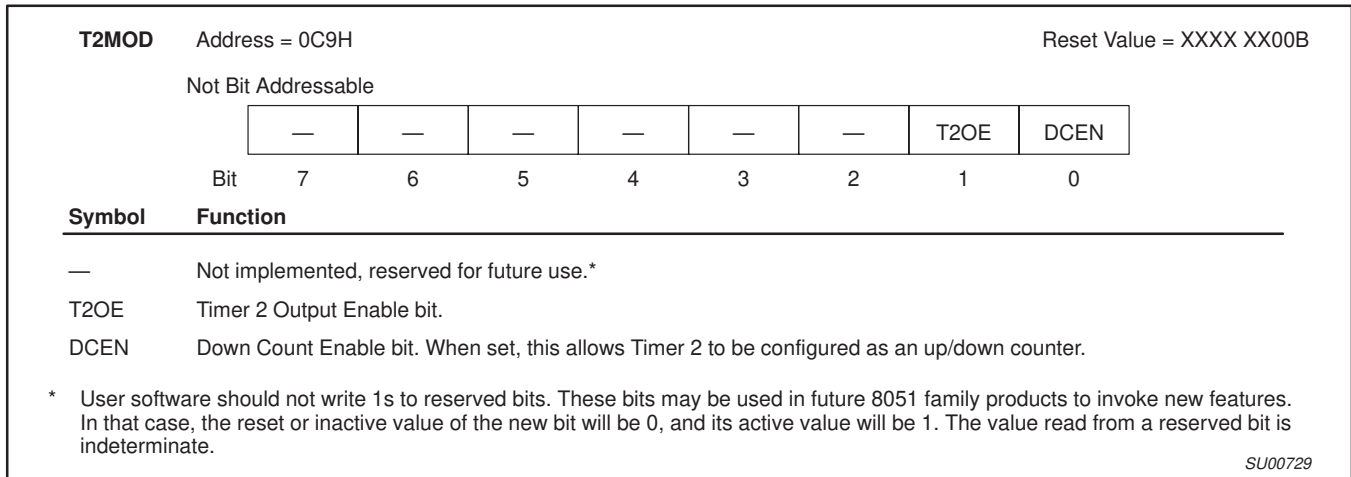 T2MOD Address = 0C9H Reset Value = XXXX XX00B
Not Bit Addressable
— — — — — — T2OE DCEN
Bit 7 6 5 4 3 2 1 0
Symbol Function
— Not implemented, reserved for future use.*
T2OE Timer 2 Output Enable bit.
DCEN Down Count Enable bit. When set, this allows Timer 2 to be configured as an up/down counter.
* User software should not write 1s to reserved bits. These bits may be used in future 8051 family products to invoke new features.
In that case, the reset or inactive value of the new bit will be 0, and its active value will be 1. The value read from a reserved bit is
indeterminate.
SU00729